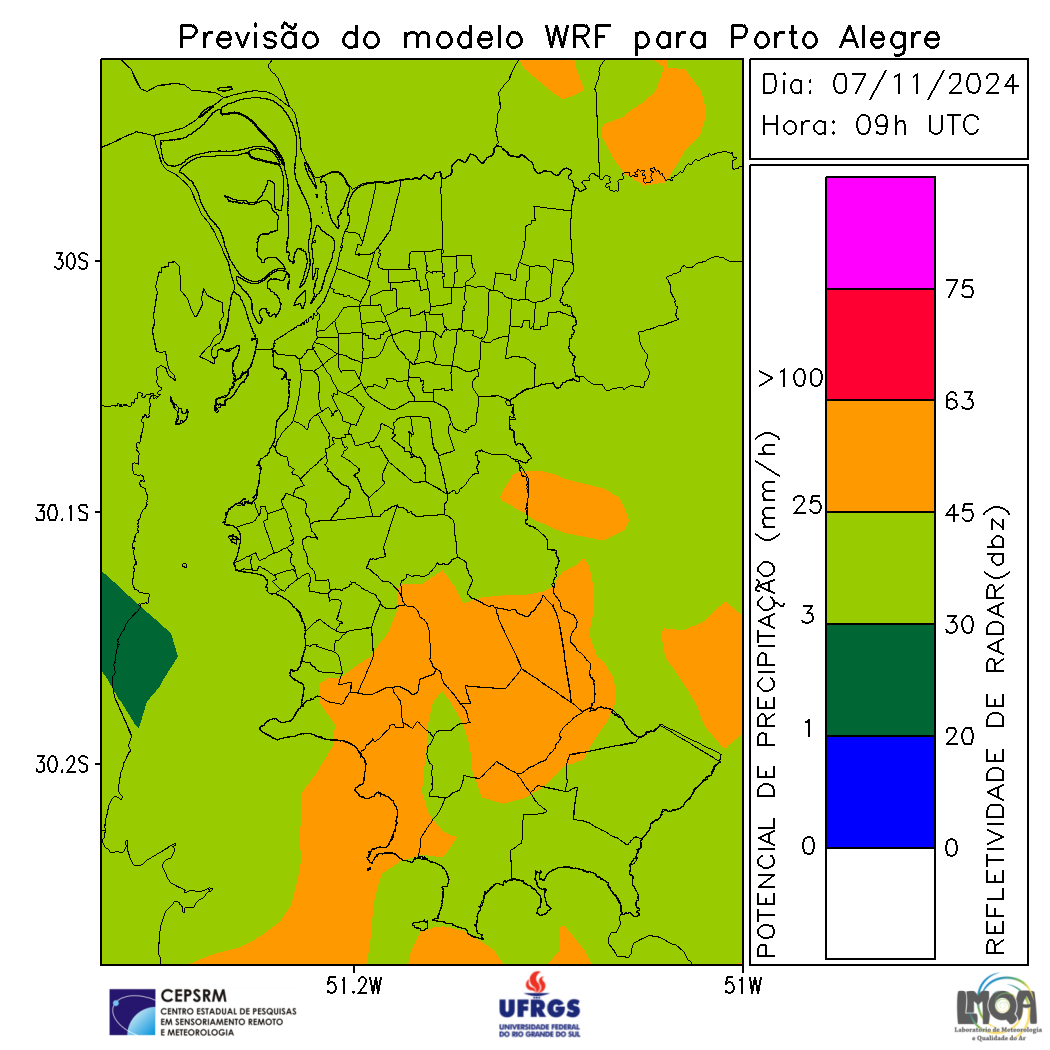 Previsão do modelo WRF para Porto Alegre
Dia: 07/11/2024
Hora: 09h UTC
30S
30.1S
30.2S
51.2W
51W
POTENCIAL DE PRECIPITAÇÃO (mm/h)
>100
25
3
1
0
75
63
45
30
20
0
REFLETIVIDADE DE RADAR(dbz)
CEPSRM
CENTRO ESTADUAL DE PESQUISAS
EM SENSORIAMENTO REMOTO
E METEOROLOGIA
UFRGS
UNIVERSIDADE FEDERAL
DO RIO GRANDE DO SUL
LMQA
Laboratório de Meteorologia
e Qualidade do Ar